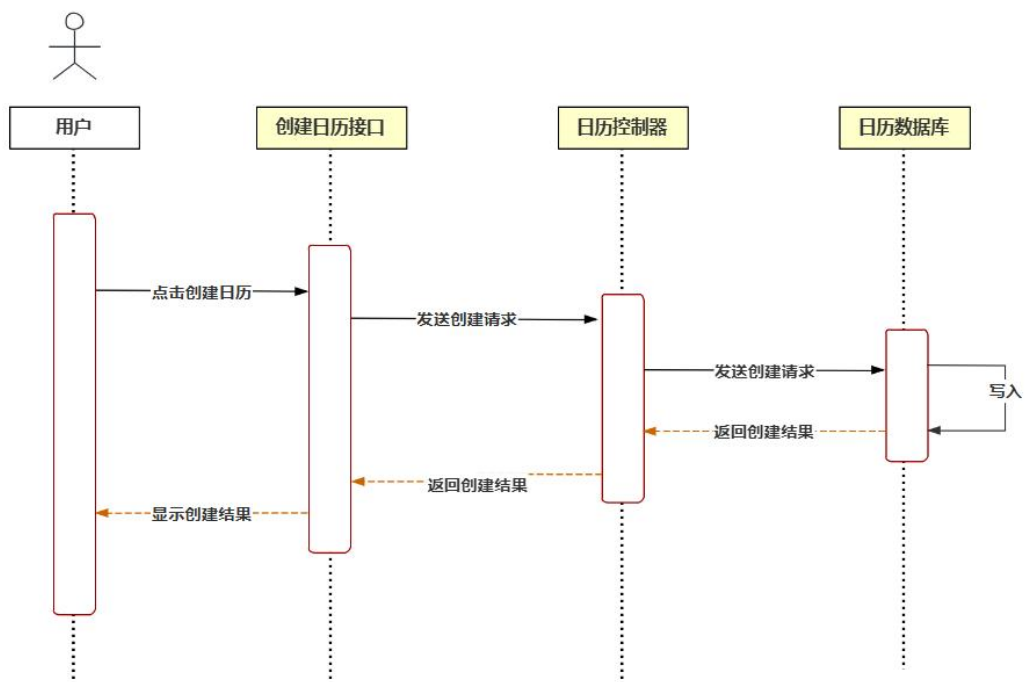 用户
创建日历接口
日历控制器
日历数据库
点击创建日历
发送创建请求
发送创建请求
写入
返回创建结果
返回创建结果
显示创建结果